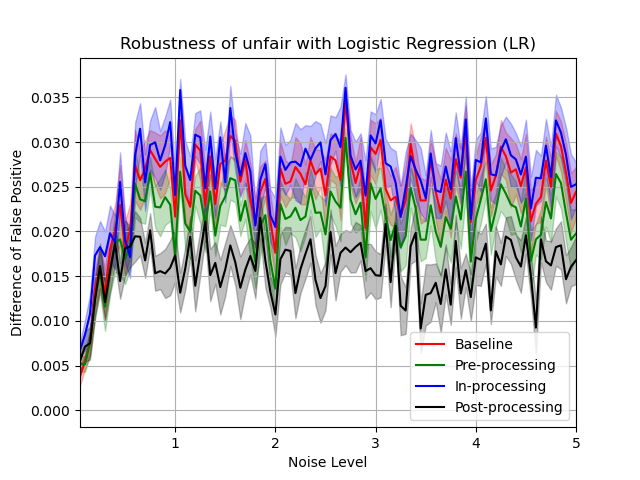 Robustness of unfair with Logistic Regression (LR)
Difference of False Positive
0.035
0.030
0.025
0.020
0.015
0.010
0.005
0.000
1 2 3 4 5
Noise Level
Baseline
Pre-processing
In-processing
Post-processing